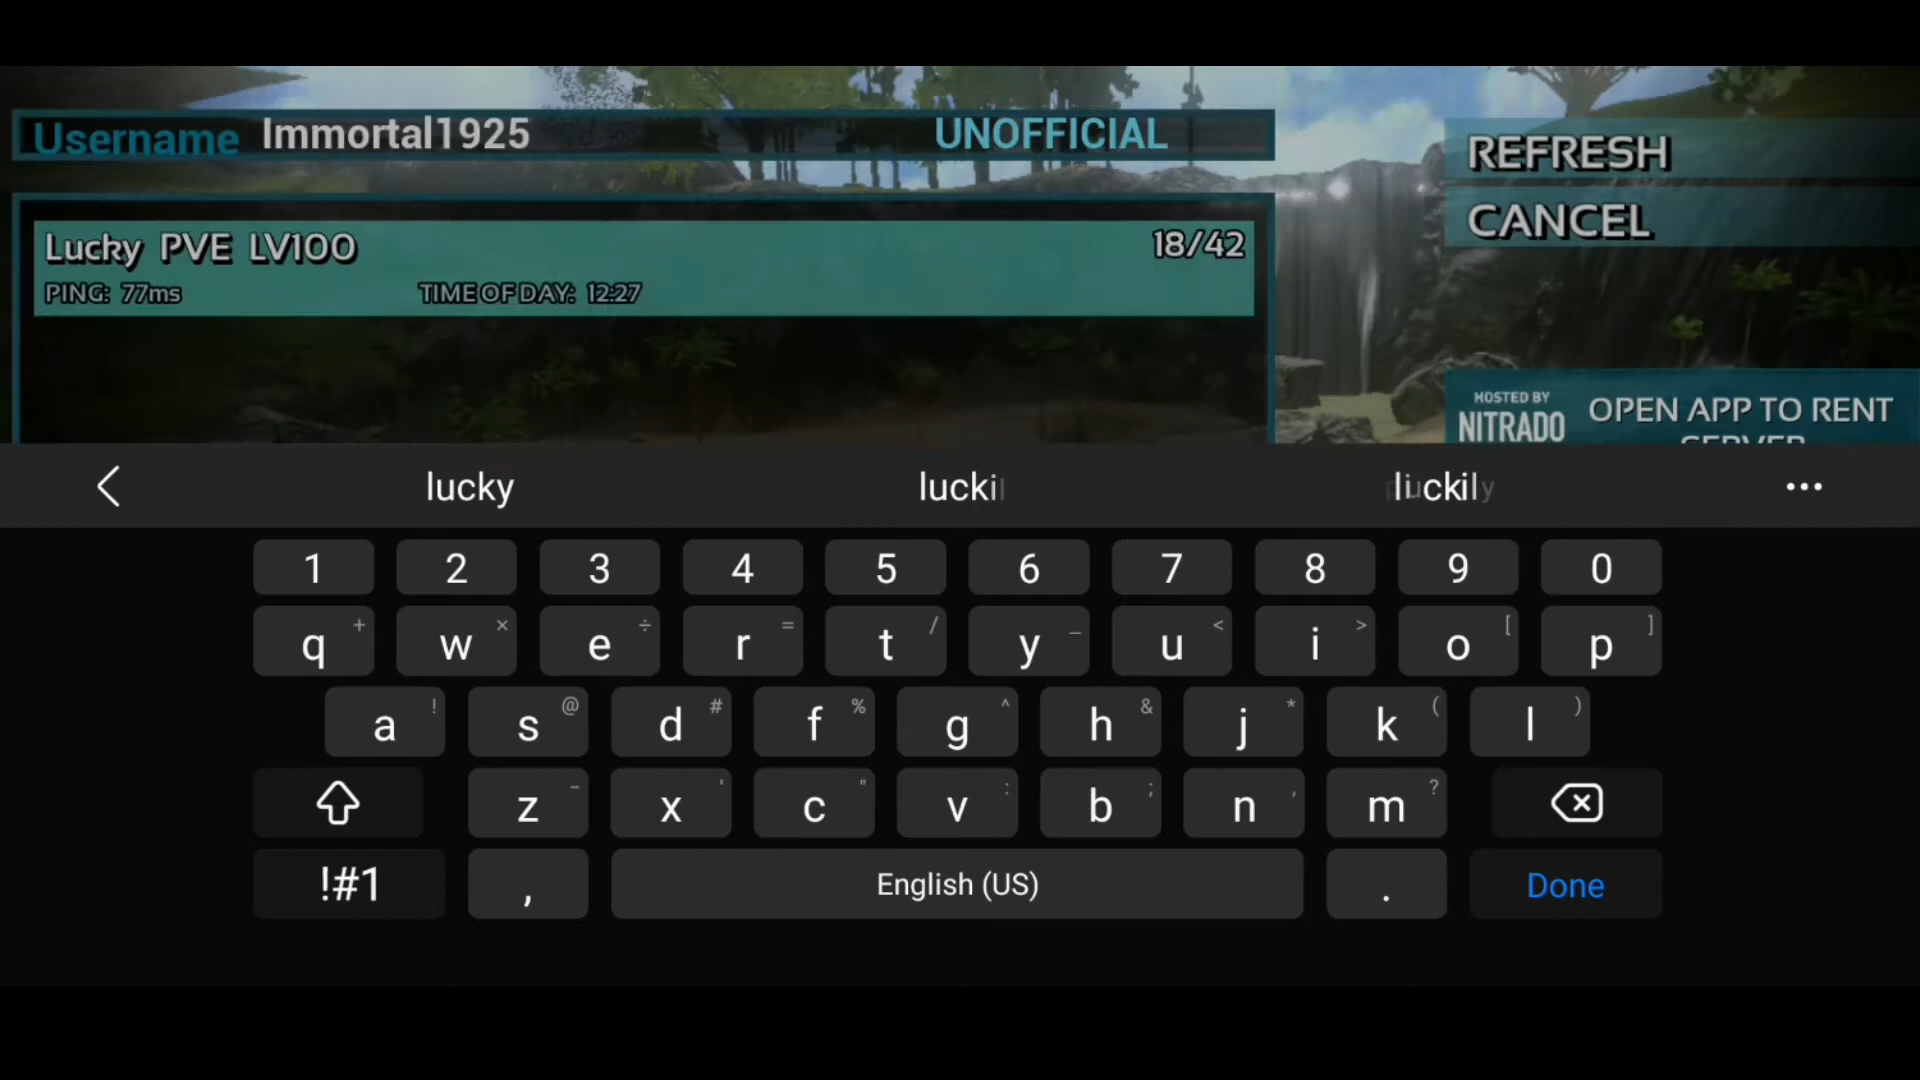 Username Immortal1925 UNOFFICIAL
REFRESH
CANCEL
Lucky PVE LV100 18/42
PING: 77ms TIME OF DAY: 12:27
HOSTED BY
NITRADO
OPEN APP TO RENT
SERVER
lucky lucki luckily •••
1 2 3 4 5 6 7 8 9 0
q + w × e ÷ r = t / y _ u < i > o [ p ]
a ! s @ d # f % g ^ h & j * k ( l )
z - x ' c " v : b ; n , m ?
!#1 , English (US) . Done